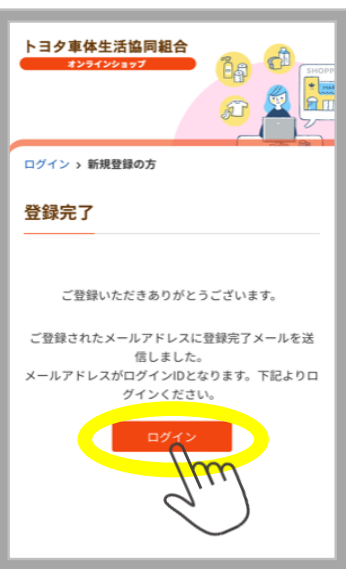 トヨタ車体生活協同組合
オンラインショップ
SHOPP
ログイン › 新規登録の方
登録完了
ご登録いただきありがとうございます。
ご登録されたメールアドレスに登録完了メールを送
信しました。
メールアドレスがログインIDとなります。下記よりロ
グインください。
ログイン